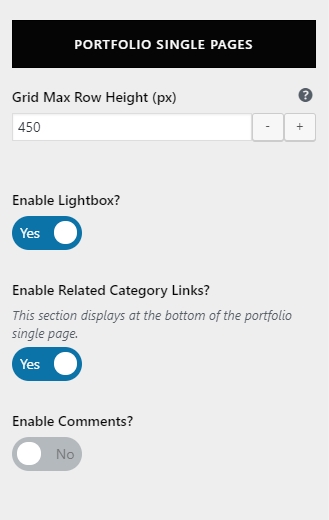 PORTFOLIO SINGLE PAGES
Grid Max Row Height (px) ?
450 - +
Enable Lightbox?
Yes
Enable Related Category Links?
This section displays at the bottom of the portfolio
single page.
Yes
Enable Comments?
No